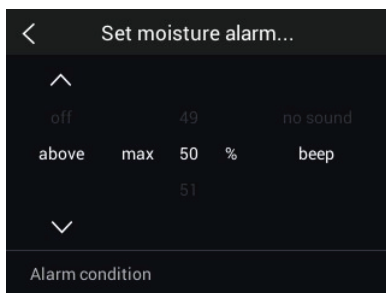 Set moisture alarm...
off 49 no sound
above max 50 % beep
51
Alarm condition